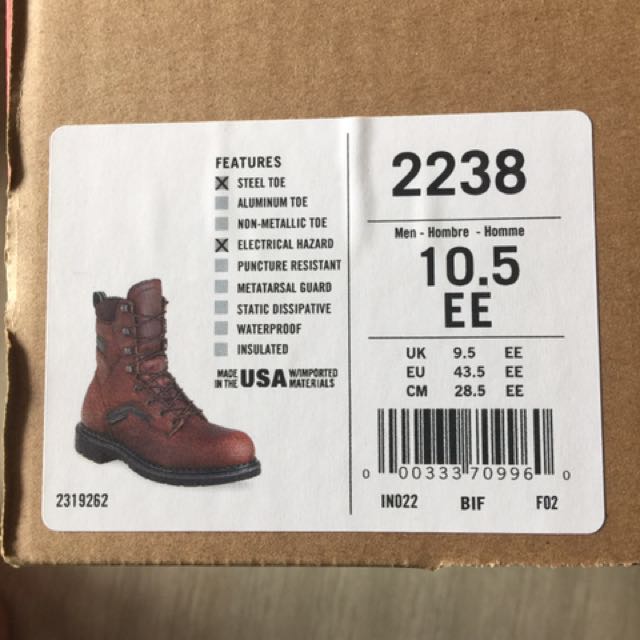 FEATURES
STEEL TOE
ALUMINUM TOE
NON-METALLIC TOE
ELECTRICAL HAZARD
PUNCTURE RESISTANT
METATARSAL GUARD
STATIC DISSIPATIVE
WATERPROOF
INSULATED
MADE IN THE USA W/IMPORTED MATERIALS
2319262
2238
Men - Hombre - Homme
10.5
EE
UK 9.5 EE
EU 43.5 EE
CM 28.5 EE
0 00333 70996 0
IN022 BIF F02